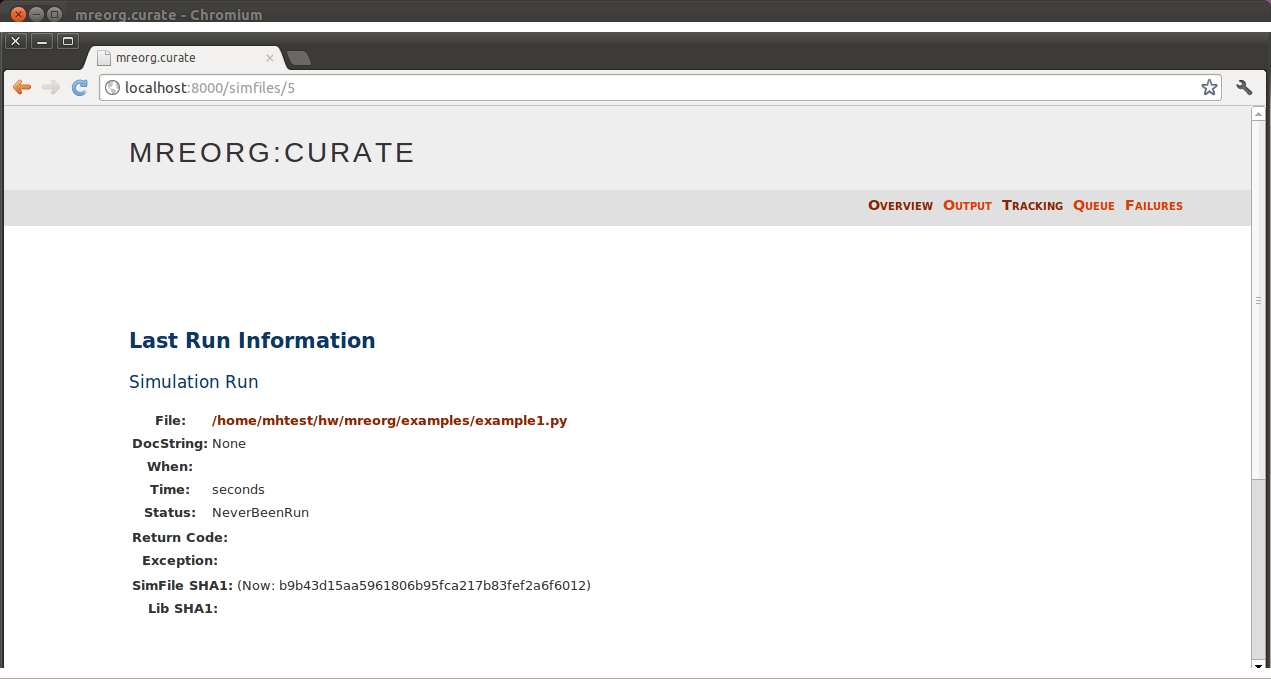 mreorg.curate - Chromium
mreorg.curate
localhost:8000/simfiles/5
MREORG:CURATE
Overview Output Tracking Queue Failures
Last Run Information
Simulation Run
File: /home/mhtest/hw/mreorg/examples/example1.py
DocString: None
When:
Time: seconds
Status: NeverBeenRun
Return Code:
Exception:
SimFile SHA1: (Now: b9b43d15aa5961806b95fca217b83fef2a6f6012)
Lib SHA1: